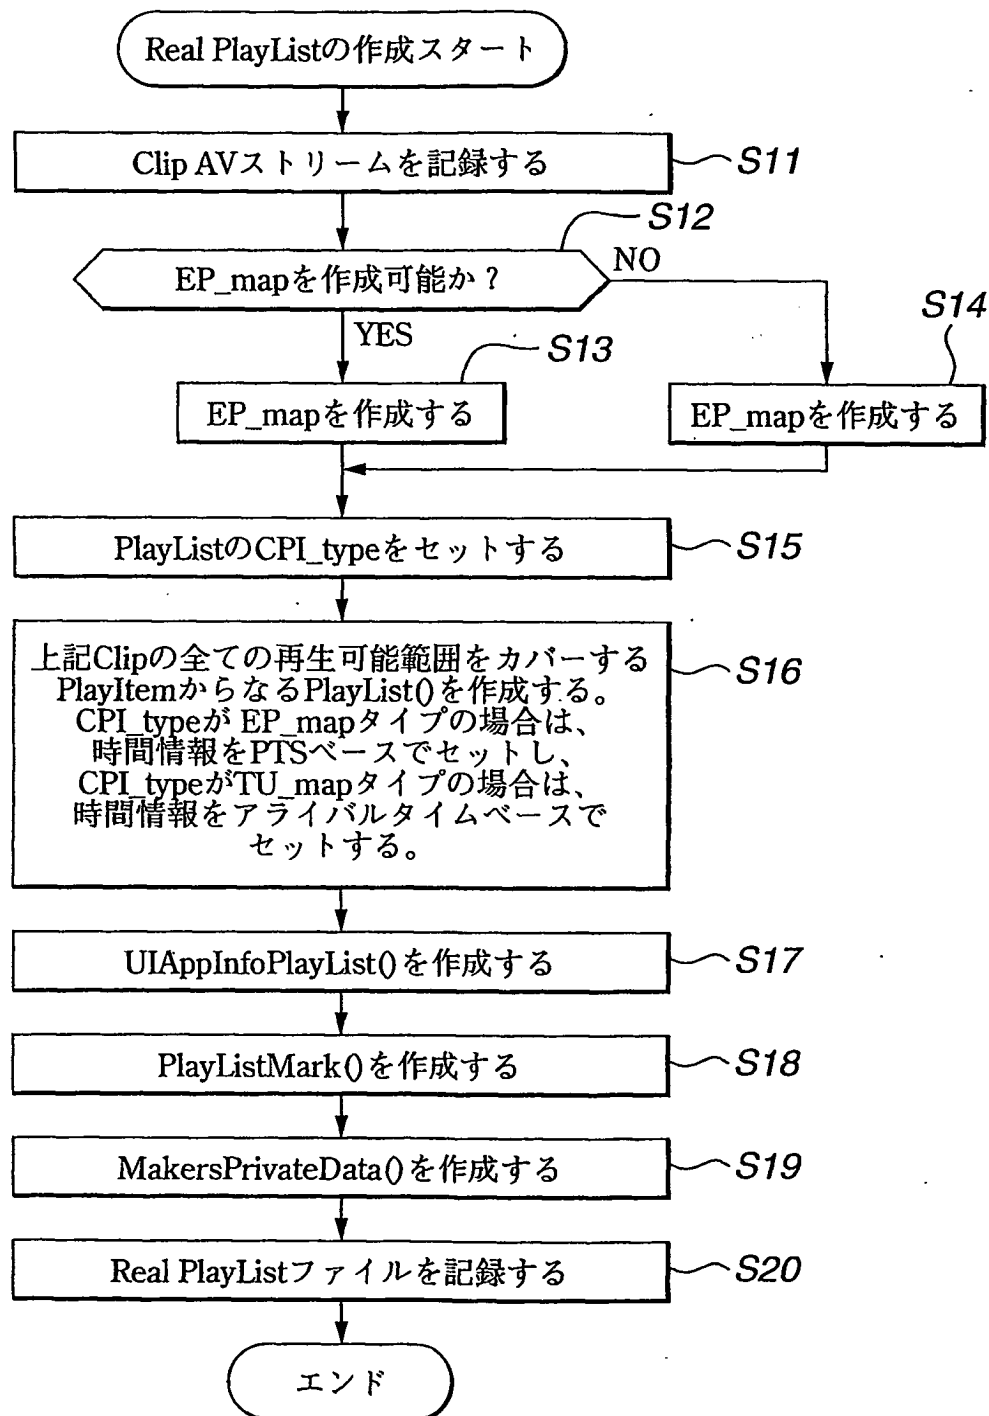 Real PlayListの作成スタート
Clip AVストリームを記録する
S11
S12
EP_mapを作成可能か?
NO
YES
S13
S14
EP_mapを作成する
EP_mapを作成する
PlayListのCPI_typeをセットする
S15
上記Clipの全ての再生可能範囲をカバーする
PlayItemからなるPlayList()を作成する。
CPI_typeが EP_mapタイプの場合は、
時間情報をPTSベースでセットし、
CPI_typeがTU_mapタイプの場合は、
時間情報をアライバルタイムベースで
セットする。
S16
UIAppInfoPlayList()を作成する
S17
PlayListMark()を作成する
S18
MakersPrivateData()を作成する
S19
Real PlayListファイルを記録する
S20
エンド